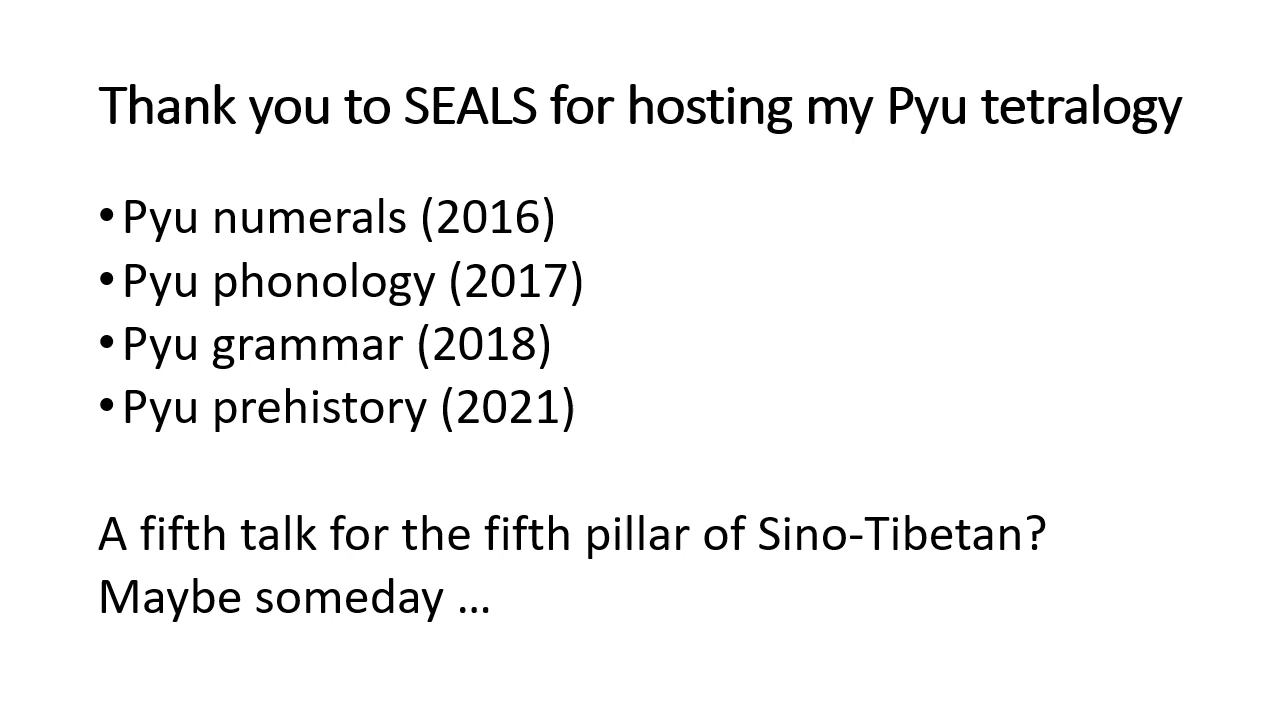 Thank you to SEALS for hosting my Pyu tetralogy
• Pyu numerals (2016)
• Pyu phonology (2017)
• Pyu grammar (2018)
• Pyu prehistory (2021)
A fifth talk for the fifth pillar of Sino-Tibetan?
Maybe someday …